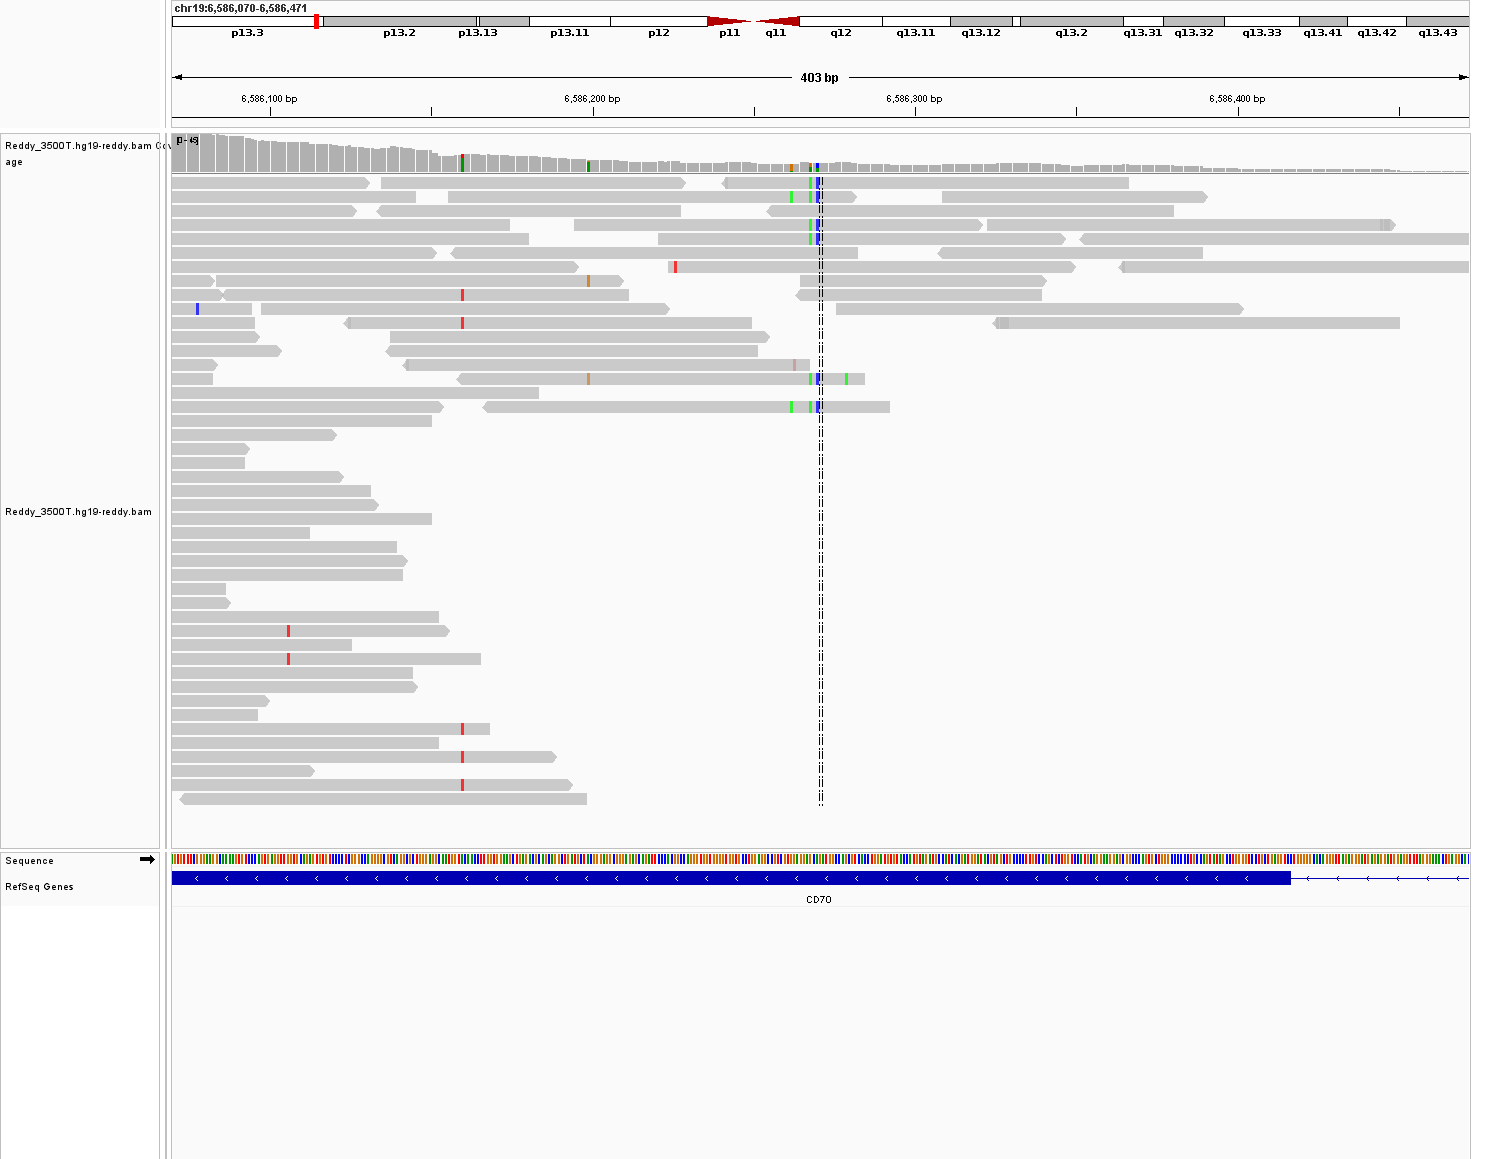 chr19:6,586,070-6,586,471
p13.3 p13.2 p13.13 p13.11 p12 p11 q11 q12 q13.11 q13.12 q13.2 q13.31 q13.32 q13.33 q13.41 q13.42 q13.43
403 bp
6,586,100 bp 6,586,200 bp 6,586,300 bp 6,586,400 bp
Reddy_3500T.hg19-reddy.bam Cov
age
Reddy_3500T.hg19-reddy.bam
Sequence
RefSeq Genes
CD70